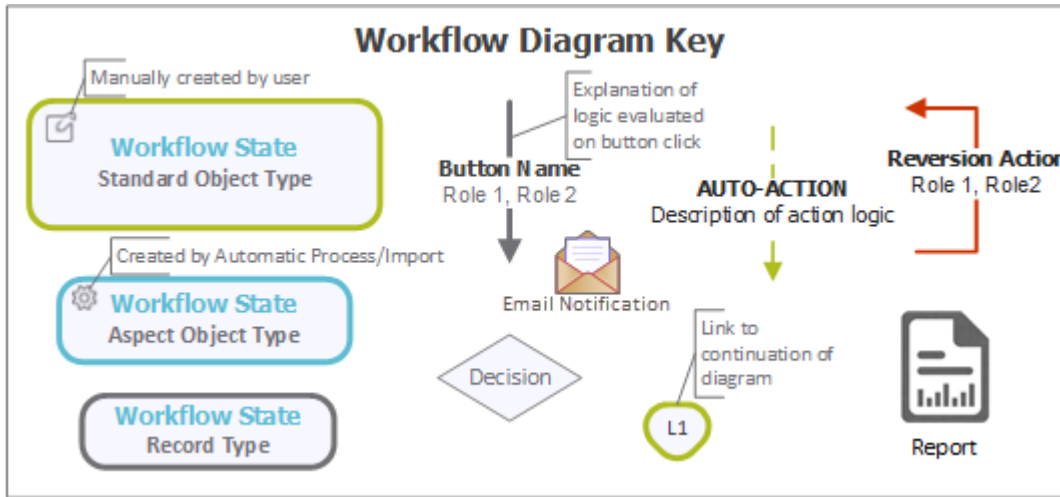 Workflow Diagram Key
Manually created by user
Workflow State
Standard Object Type
Created by Automatic Process/Import
Workflow State
Aspect Object Type
Workflow State
Record Type
Explanation of
logic evaluated
on button click
Button Name
Role 1, Role 2
Email Notification
Decision
AUTO-ACTION
Description of action logic
Link to
continuation of
diagram
L1
Reversion Action
Role 1, Role2
Report